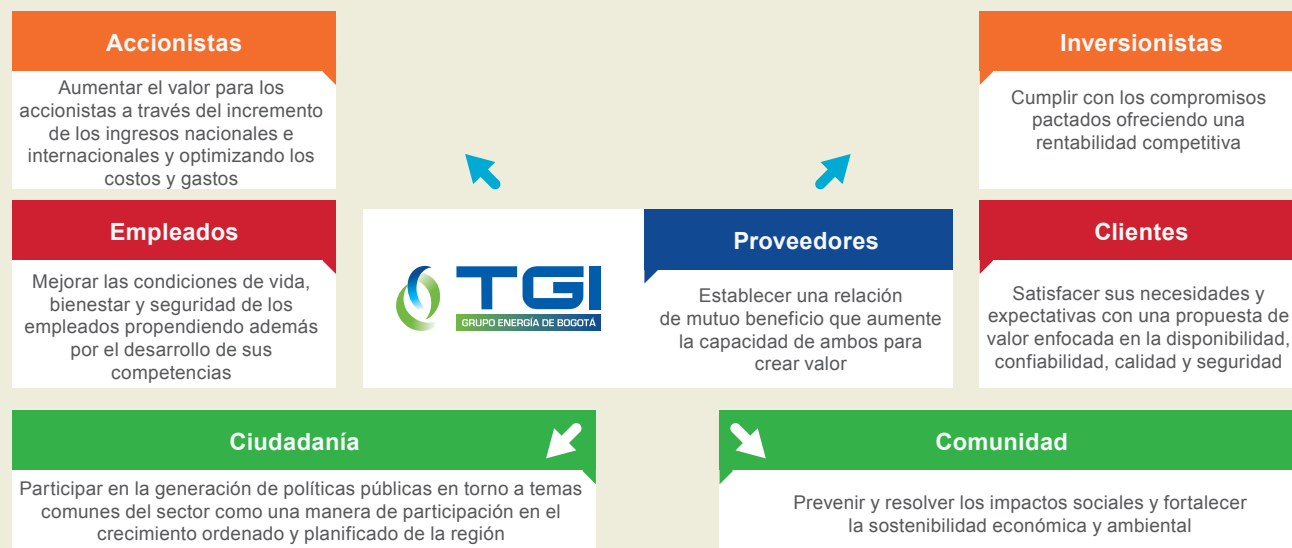 Accionistas
Aumentar el valor para los
accionistas a través del incremento
de los ingresos nacionales e
internacionales y optimizando los
costos y gastos
Inversionistas
Cumplir con los compromisos
pactados ofreciendo una
rentabilidad competitiva
Empleados
Mejorar las condiciones de vida,
bienestar y seguridad de los
empleados propendiendo además
por el desarrollo de sus
competencias
TGI
GRUPO ENERGÍA DE BOGOTÁ
Proveedores
Establecer una relación
de mutuo beneficio que aumente
la capacidad de ambos para
crear valor
Clientes
Satisfacer sus necesidades y
expectativas con una propuesta de
valor enfocada en la disponibilidad,
confiabilidad, calidad y seguridad
Ciudadanía
Participar en la generación de políticas públicas en torno a temas
comunes del sector como una manera de participación en el
crecimiento ordenado y planificado de la región
Comunidad
Prevenir y resolver los impactos sociales y fortalecer
la sostenibilidad económica y ambiental